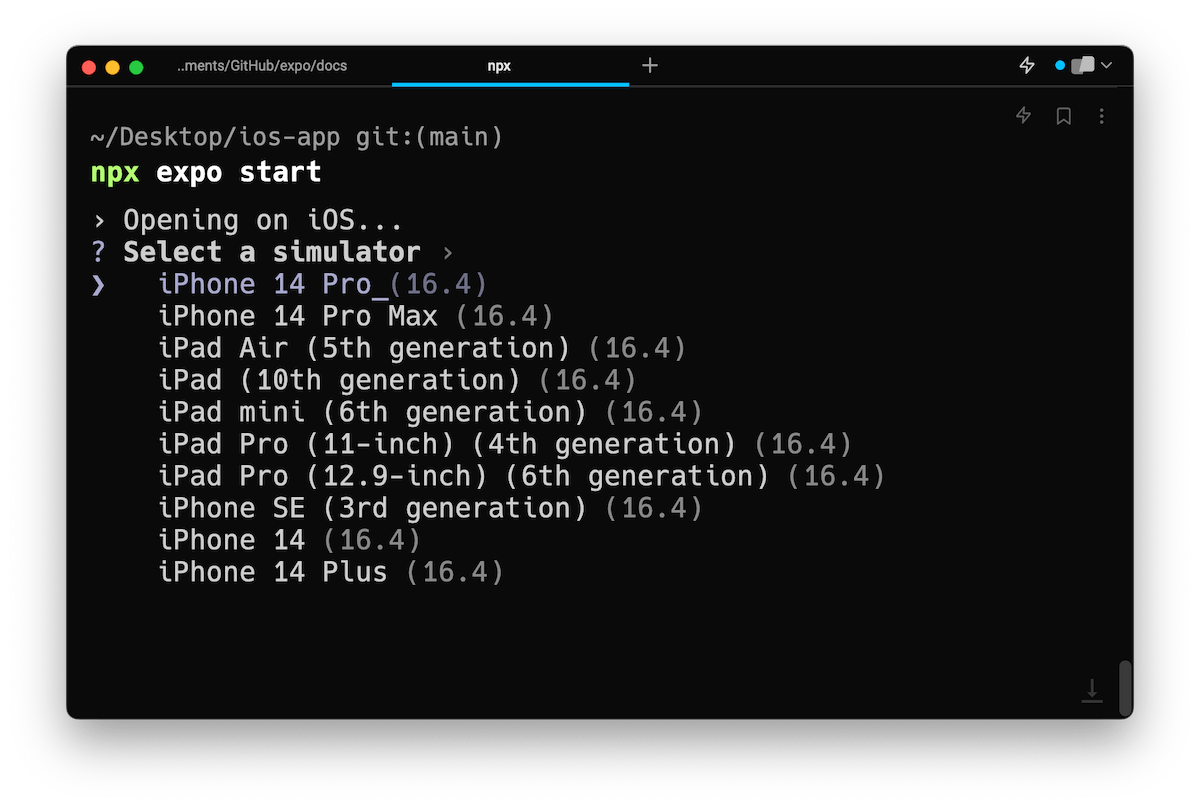 ..ments/GitHub/expo/docs
npx
~/Desktop/ios-app git:(main)
npx expo start
› Opening on iOS...
? Select a simulator ›
❯ iPhone 14 Pro_(16.4)
iPhone 14 Pro Max (16.4)
iPad Air (5th generation) (16.4)
iPad (10th generation) (16.4)
iPad mini (6th generation) (16.4)
iPad Pro (11-inch) (4th generation) (16.4)
iPad Pro (12.9-inch) (6th generation) (16.4)
iPhone SE (3rd generation) (16.4)
iPhone 14 (16.4)
iPhone 14 Plus (16.4)